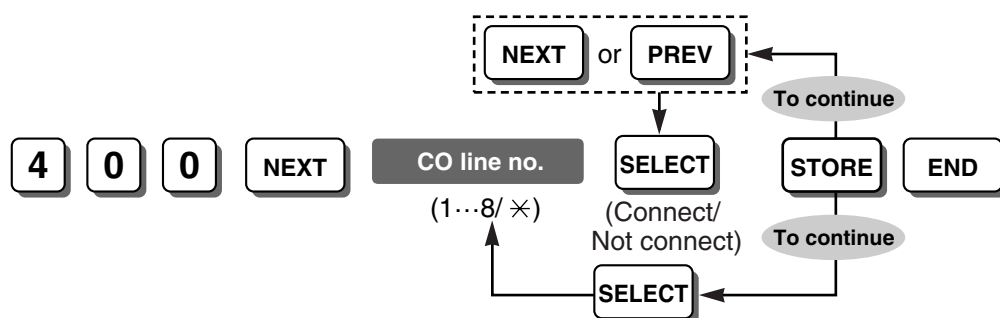 NEXT or PREV
To continue
4 0 0 NEXT CO line no. SELECT STORE END
(1···8/ ✳)
(Connect/
Not connect)
To continue
SELECT